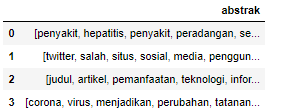 abstrak
0 [penyakit, hepatitis, penyakit, peradangan, se...
1 [twitter, salah, situs, sosial, media, penggun...
2 [judul, artikel, pemanfaatan, teknologi, infor...
3 [corona, virus, menjadikan, perubahan, tatanan...